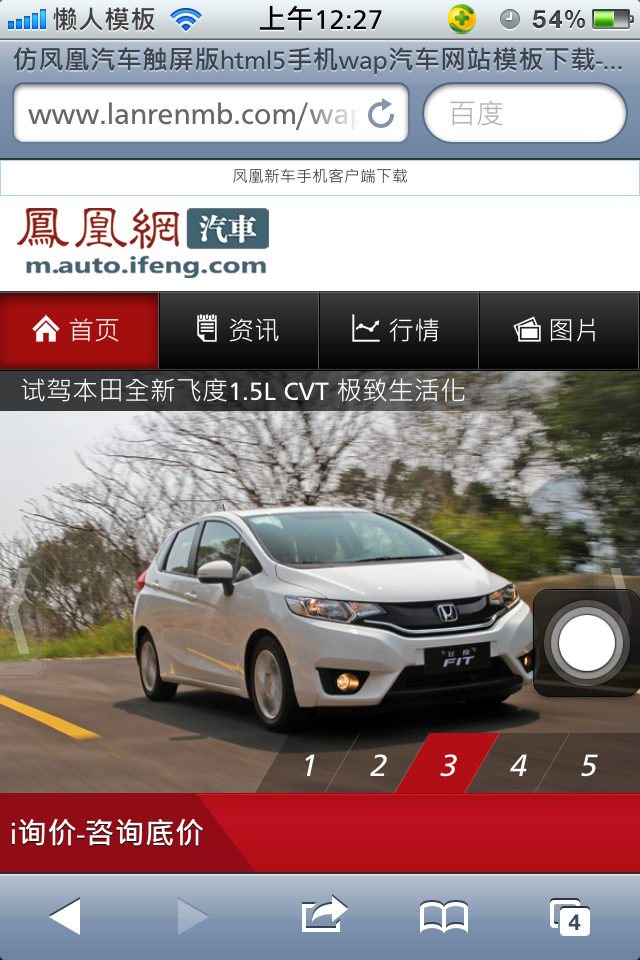 懒人模板 上午12:27 54%
仿凤凰汽车触屏版html5手机wap汽车网站模板下载-...
www.lanrenmb.com/wap 百度
凤凰新车手机客户端下载
鳳凰網 汽車
m.auto.ifeng.com
首页 资讯 行情 图片
试驾本田全新飞度1.5L CVT 极致生活化
飞度
FIT
1 2 3 4 5
i询价-咨询底价
4